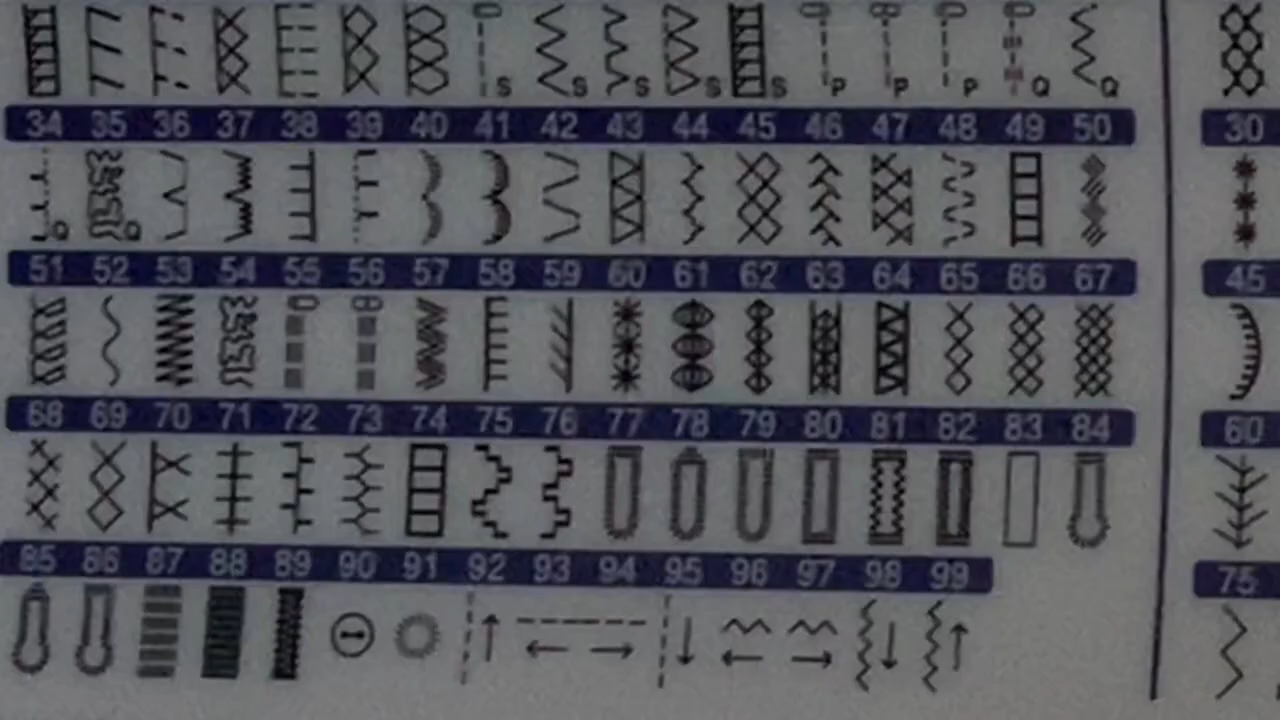 S S S S S P P P Q Q
34 35 36 37 38 39 40 41 42 43 44 45 46 47 48 49 50 30
51 52 53 54 55 56 57 58 59 60 61 62 63 64 65 66 67 45
68 69 70 71 72 73 74 75 76 77 78 79 80 81 82 83 84 60
85 86 87 88 89 90 91 92 93 94 95 96 97 98 99 75